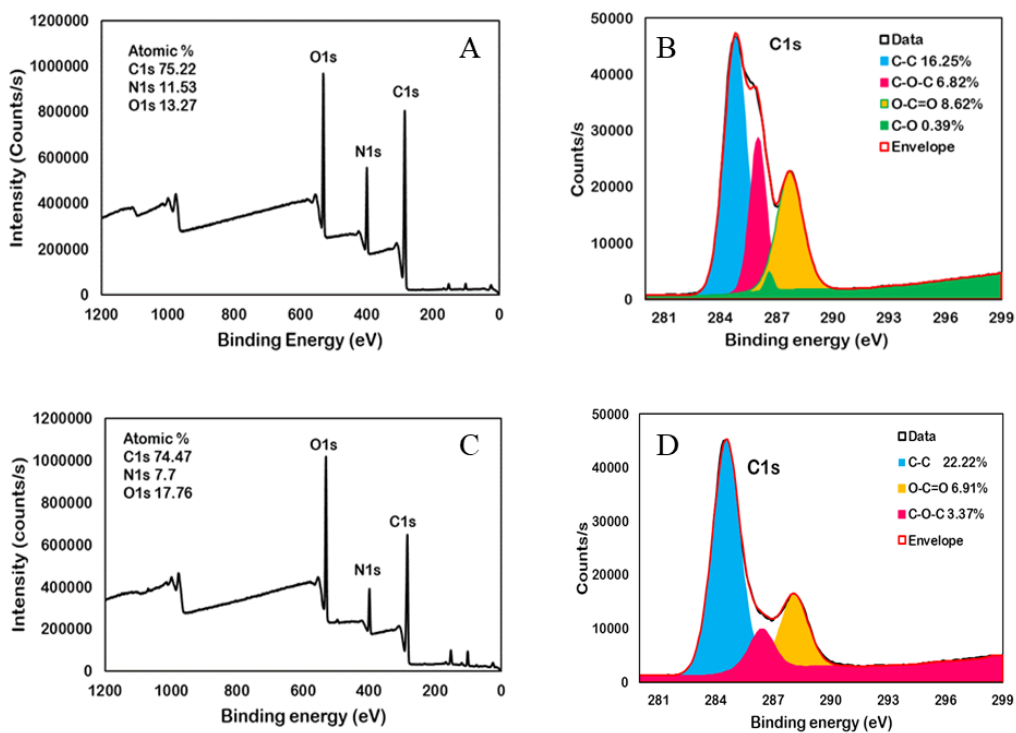 A
Atomic %
C1s 75.22
N1s 11.53
O1s 13.27
O1s
N1s
C1s
Intensity (Counts/s)
1200000
1000000
800000
600000
400000
200000
0
1200 1000 800 600 400 200 0
Binding Energy (eV)
B
C1s
Data
C-C 16.25%
C-O-C 6.82%
O-C=O 8.62%
C-O 0.39%
Envelope
Counts/s
50000
40000
30000
20000
10000
0
281 284 287 290 293 296 299
Binding energy (eV)
C
Atomic %
C1s 74.47
N1s 7.7
O1s 17.76
O1s
N1s
C1s
Intensity (counts/s)
1200000
1000000
800000
600000
400000
200000
0
1200 1000 800 600 400 200 0
Binding energy (eV)
D
C1s
Data
C-C 22.22%
O-C=O 6.91%
C-O-C 3.37%
Envelope
Counts/s
50000
40000
30000
20000
10000
0
281 284 287 290 293 296 299
Binding energy (eV)